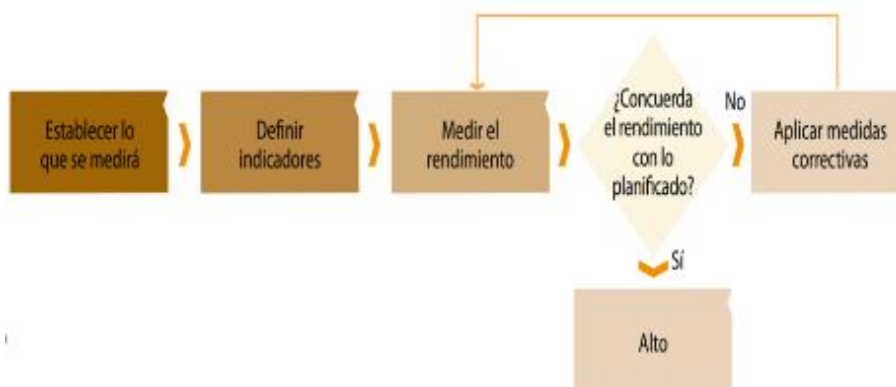 Establecer lo
que se medirá
Definir
indicadores
Medir el
rendimiento
¿Concuerda
el rendimiento
con lo
planificado?
No
Aplicar medidas
correctivas
Sí
Alto